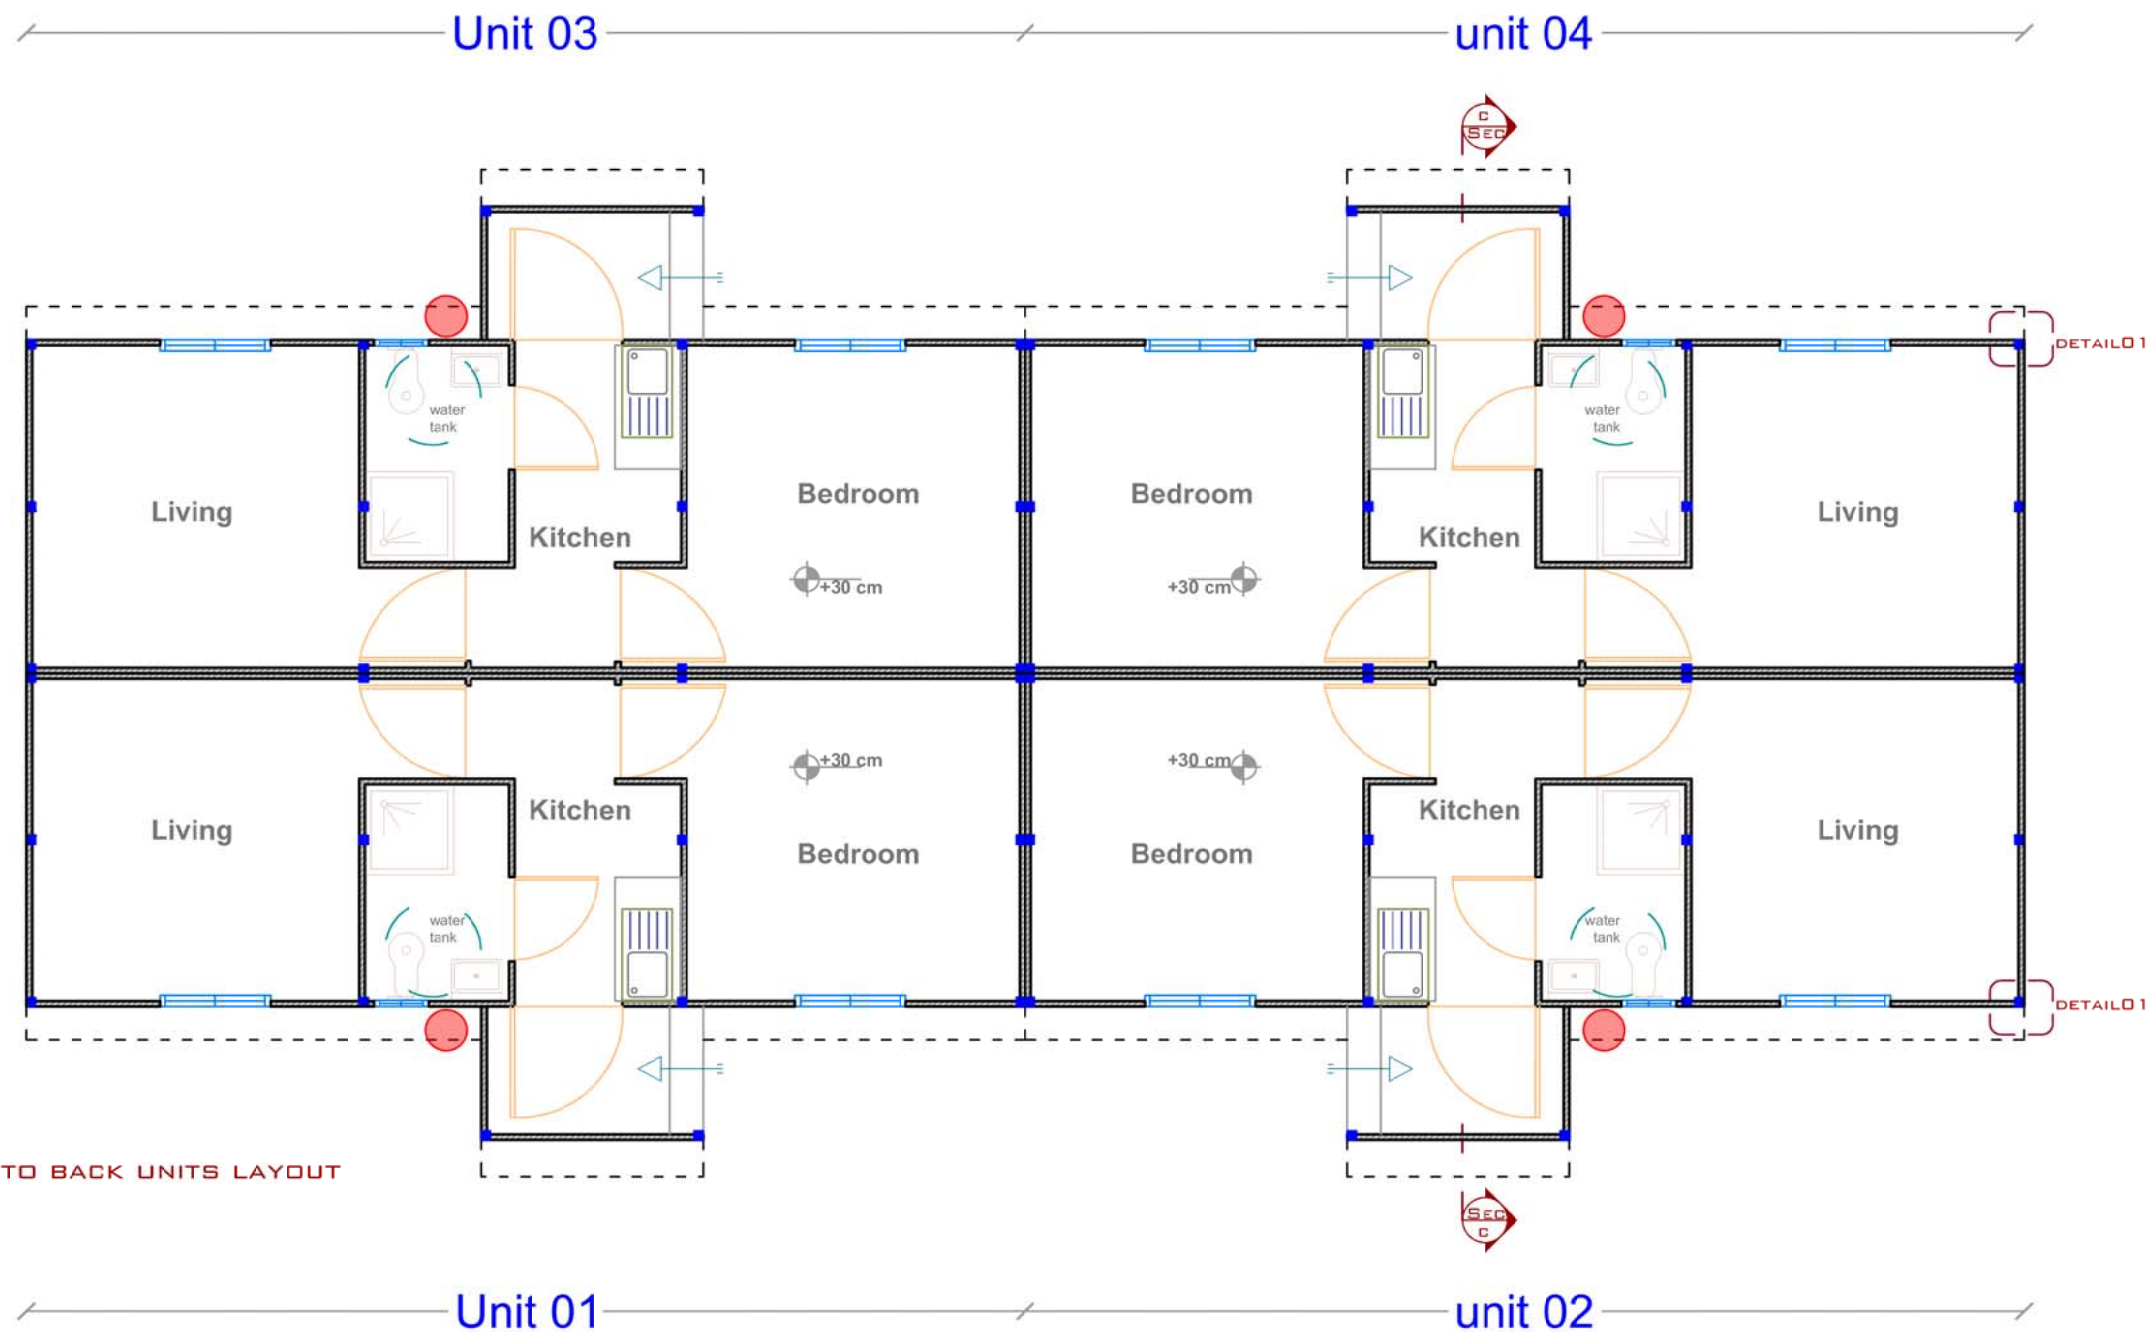 Unit 03
unit 04
C
SEC
DETAIL01
water
tank
water
tank
Living
Bedroom
Bedroom
Living
Kitchen
Kitchen
+30 cm
+30 cm
+30 cm
+30 cm
Kitchen
Kitchen
Living
Bedroom
Bedroom
Living
water
tank
water
tank
DETAIL01
TO BACK UNITS LAYOUT
SEC
C
Unit 01
unit 02